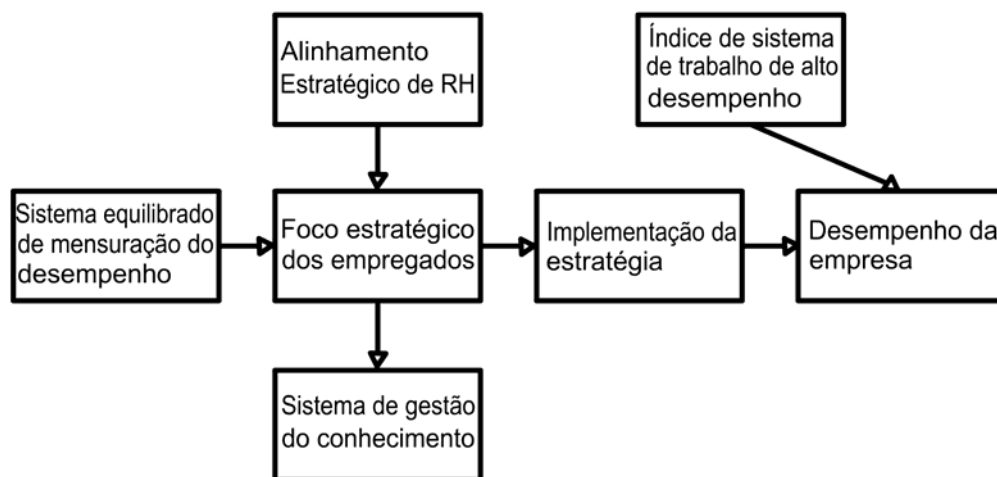 Alinhamento
Estratégico de RH
Índice de sistema
de trabalho de alto
desempenho
Sistema equilibrado
de mensuração do
desempenho
Foco estratégico
dos empregados
Implementação da
estratégia
Desempenho da
empresa
Sistema de gestão
do conhecimento